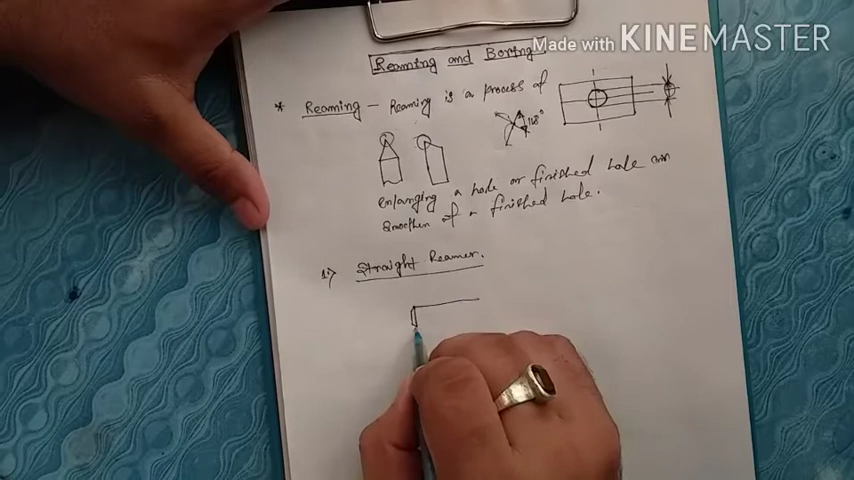 Made with KINEMASTER
Reaming and Boring
* Reaming – Reaming is a process of
118°
enlarging a hole or finished hole
Smoothen of a finished hole.
1.) Straight Reamer.